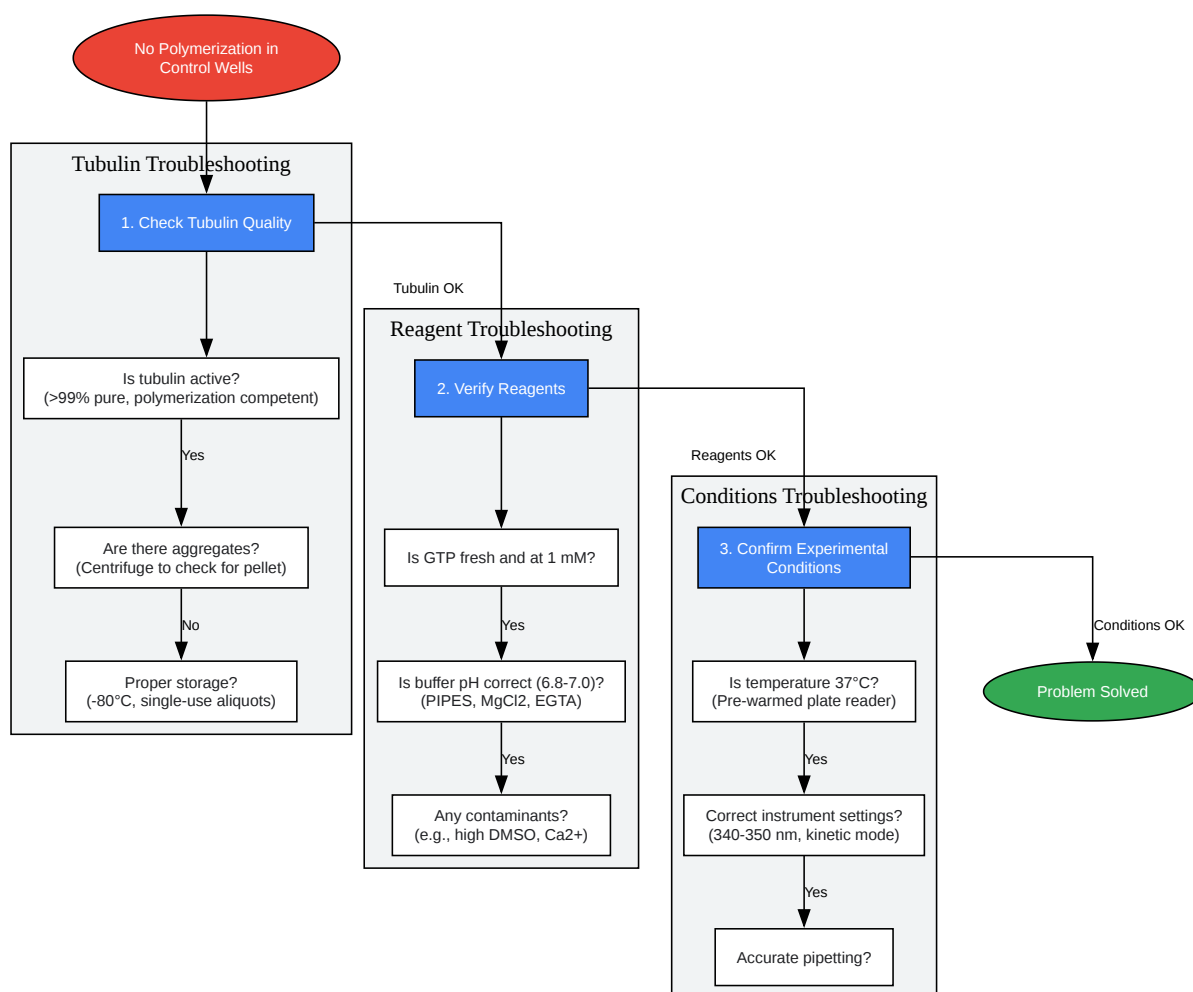 No Polymerization in
Control Wells
Tubulin Troubleshooting
1. Check Tubulin Quality
Tubulin OK
Is tubulin active?
(>99% pure, polymerization competent)
Yes
Are there aggregates?
(Centrifuge to check for pellet)
No
Proper storage?
(-80°C, single-use aliquots)
Reagent Troubleshooting
2. Verify Reagents
Reagents OK
Is GTP fresh and at 1 mM?
Yes
Is buffer pH correct (6.8-7.0)?
(PIPES, MgCl2, EGTA)
Yes
Any contaminants?
(e.g., high DMSO, Ca2+)
Conditions Troubleshooting
3. Confirm Experimental
Conditions
Conditions OK
Is temperature 37°C?
(Pre-warmed plate reader)
Yes
Correct instrument settings?
(340-350 nm, kinetic mode)
Yes
Accurate pipetting?
Problem Solved